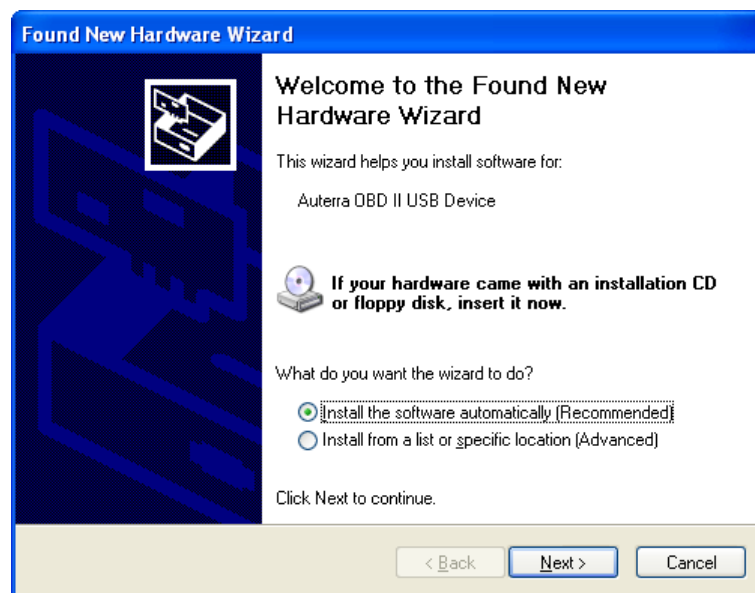 Found New Hardware Wizard
Welcome to the Found New
Hardware Wizard
This wizard helps you install software for:
Auterra OBD II USB Device
If your hardware came with an installation CD
or floppy disk, insert it now.
What do you want the wizard to do?
Install the software automatically (Recommended)
Install from a list or specific location (Advanced)
Click Next to continue.
< Back Next > Cancel